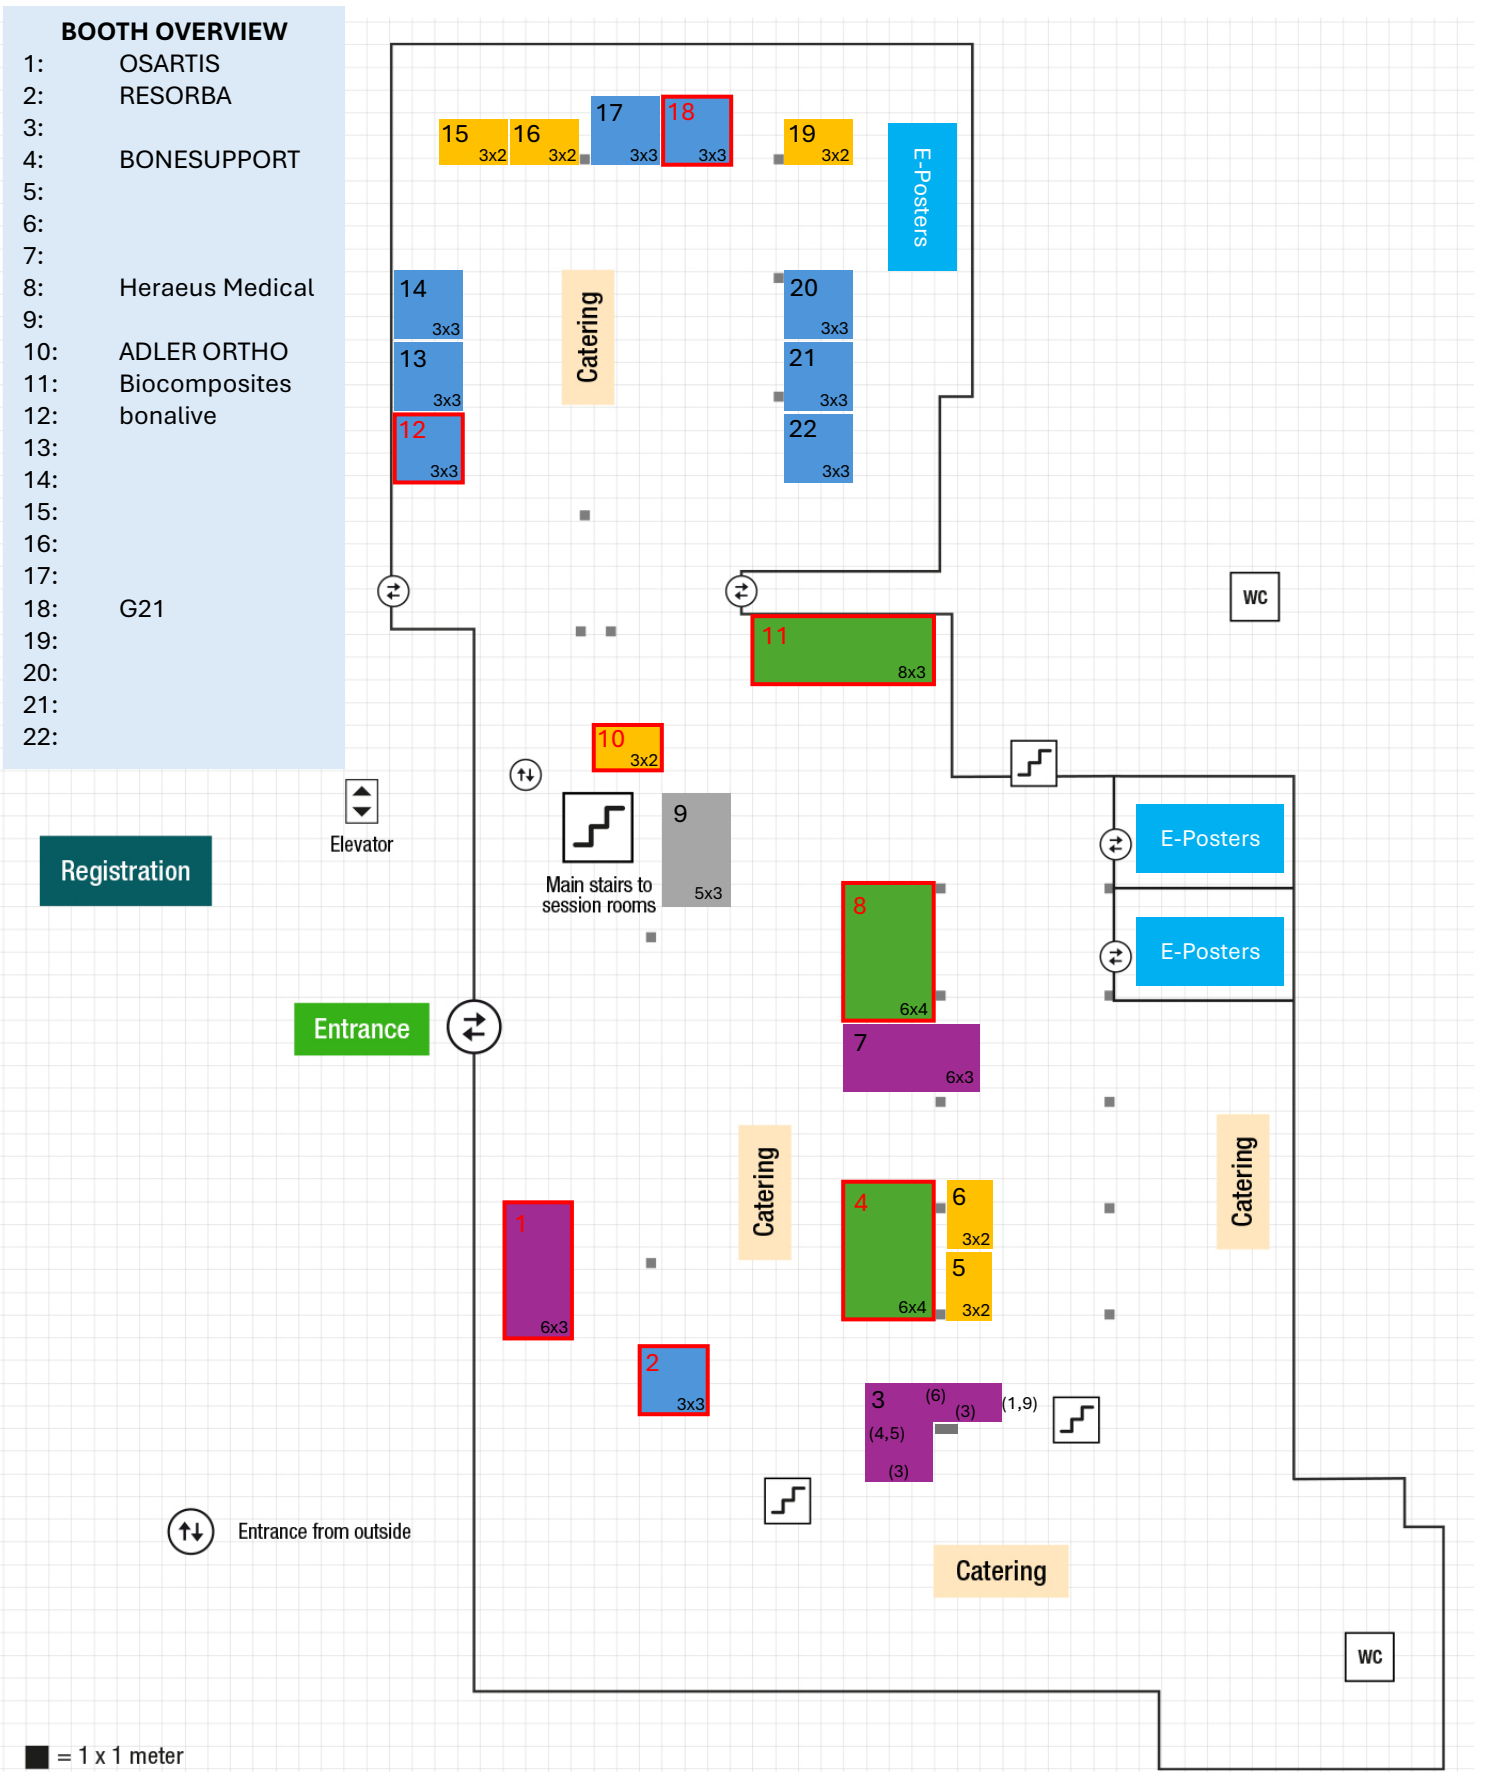 BOOTH OVERVIEW
1: OSARTIS
2: RESORBA
3:
4: BONESUPPORT
5:
6:
7:
8: Heraeus Medical
9:
10: ADLER ORTHO
11: Biocomposites
12: bonalive
13:
14:
15:
16:
17:
18: G21
19:
20:
21:
22:
17
18
15
16
19
3x2
3x2
3x3
3x3
3x2
E-Posters
14
3x3
Catering
20
3x3
13
3x3
21
3x3
12
3x3
22
3x3
WC
11
8x3
10
3x2
Elevator
9
5x3
Registration
Main stairs to
session rooms
E-Posters
8
6x4
E-Posters
Entrance
7
6x3
Catering
Catering
4
6x4
6
3x2
5
3x2
1
6x3
2
3x3
3
(6)
(3)
(1,9)
(4,5)
(3)
Entrance from outside
Catering
WC
= 1 x 1 meter